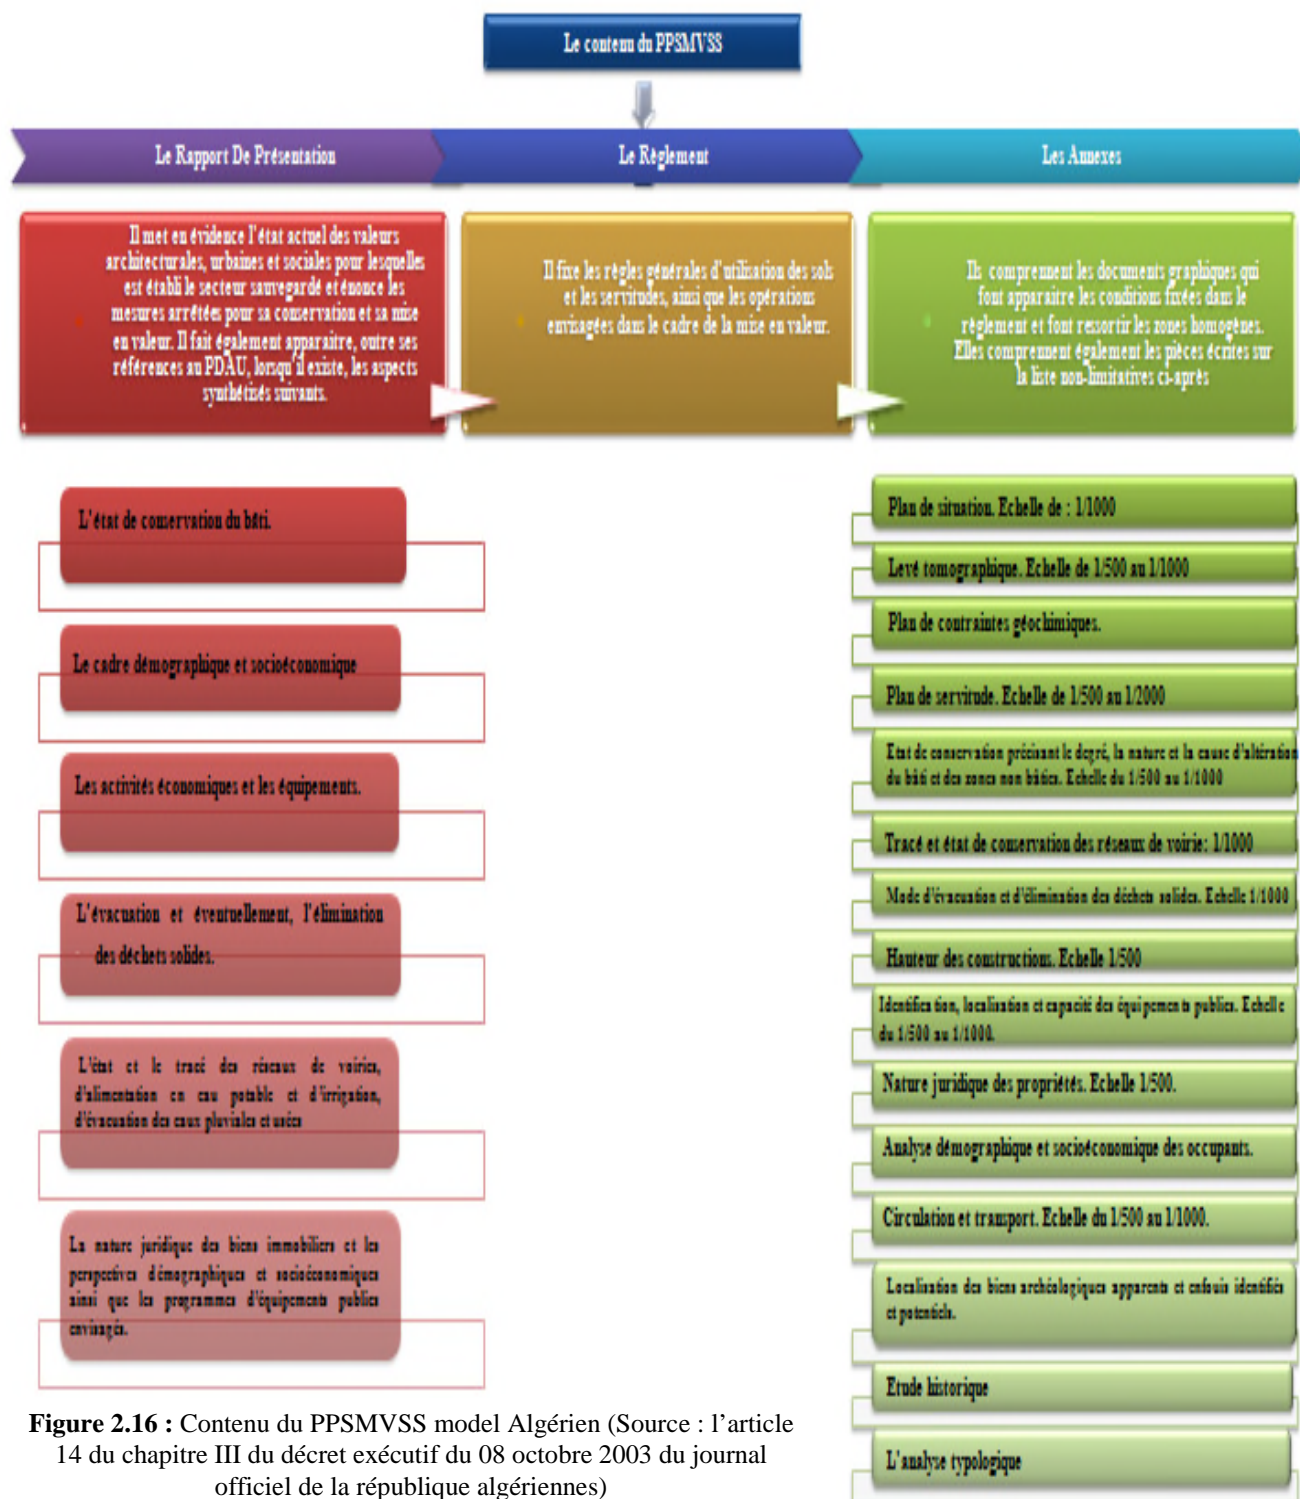 Le contenu du PPSMVSS
Le Rapport De Présentation
Le Règlement
Les Annexes
Il met en évidence l'état actuel des valeurs
architecturales, urbaines et sociales pour lesquelles
est établi le secteur sauvegardé et énonce les
mesures arrêtées pour sa conservation et sa mise
en valeur. Il fait également apparaitre, outre ses
références au PDAU, lorsqu'il existe, les aspects
synthétisés suivants.
Il fixe les règles générales d'utilisation des sols
et les servitudes, ainsi que les opérations
envisagées dans le cadre de la mise en valeur.
Ils comprennent les documents graphiques qui
font apparaitre les conditions fixées dans le
règlement et font ressortir les zones homogènes.
Elles comprennent également les pièces écrites sur
la liste non-limitatives ci-après
L'état de conservation du bâti.
Le cadre démographique et socioéconomique
Les activités économiques et les équipements.
L'évacuation et éventuellement, l'élimination
des déchets solides.
L'état et le tracé des réseaux de voiries,
d'alimentation en eau potable et d'irrigation,
d'évacuation des eaux pluviales et usées
La nature juridique des biens immobiliers et les
perspectives démographiques et socioéconomiques
ainsi que les programmes d'équipements publics
envisagés.
Plan de situation. Echelle de : 1/1000
Levé tomographique. Echelle de 1/500 au 1/1000
Plan de contraintes géochimiques.
Plan de servitude. Echelle de 1/500 au 1/2000
Etat de conservation précisant le degré, la nature et la cause d'altération
du bâti et des zones non bâties. Echelle du 1/500 au 1/1000
Tracé et état de conservation des réseaux de voirie: 1/1000
Mode d'évacuation et d'élimination des déchets solides. Echelle 1/1000
Hauteur des constructions. Echelle 1/500
Identification, localisation et capacité des équipements publics. Echelle
du 1/500 au 1/1000.
Nature juridique des propriétés. Echelle 1/500.
Analyse démographique et socioéconomique des occupants.
Circulation et transport. Echelle du 1/500 au 1/1000.
Localisation des biens archéologiques apparents et enfouis identifiés
et potentiels.
Etude historique
L'analyse typologique
Figure 2.16 : Contenu du PPSMVSS model Algérien (Source : l'article
14 du chapitre III du décret exécutif du 08 octobre 2003 du journal
officiel de la république algériennes)